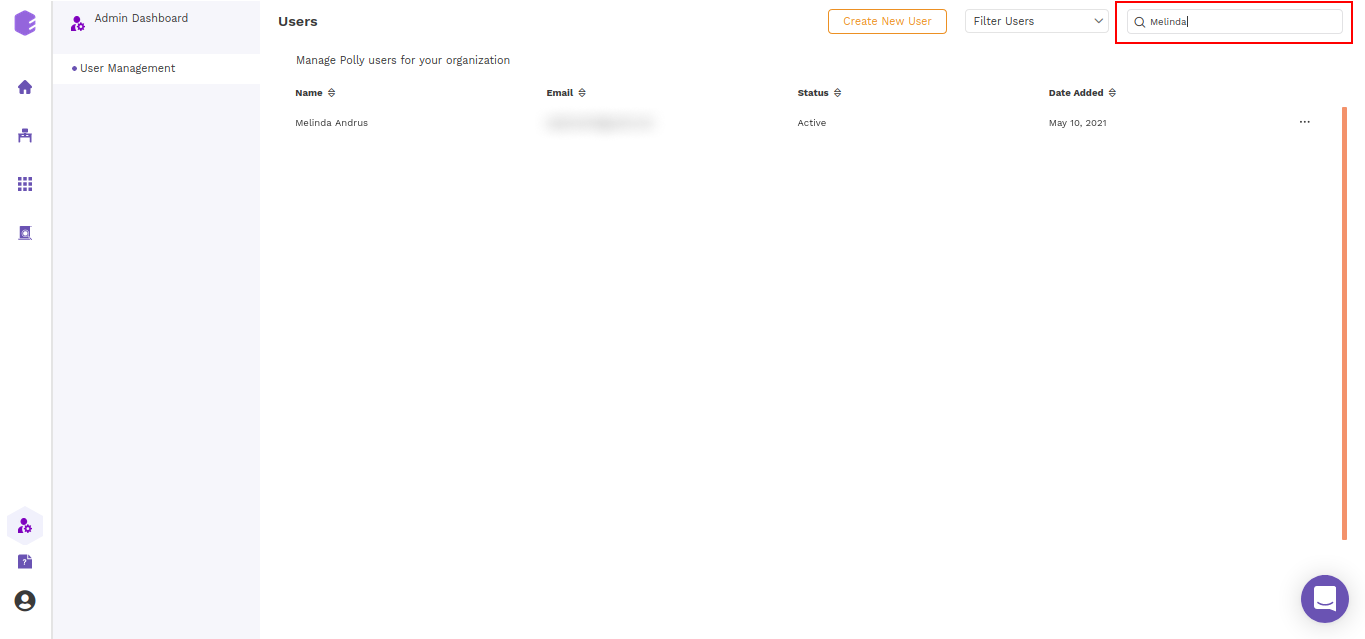 Admin Dashboard
User Management
Users
Create New User
Filter Users
Melinda
Manage Polly users for your organization
Name Email Status Date Added
Melinda Andrus Active May 10, 2021 ...
?